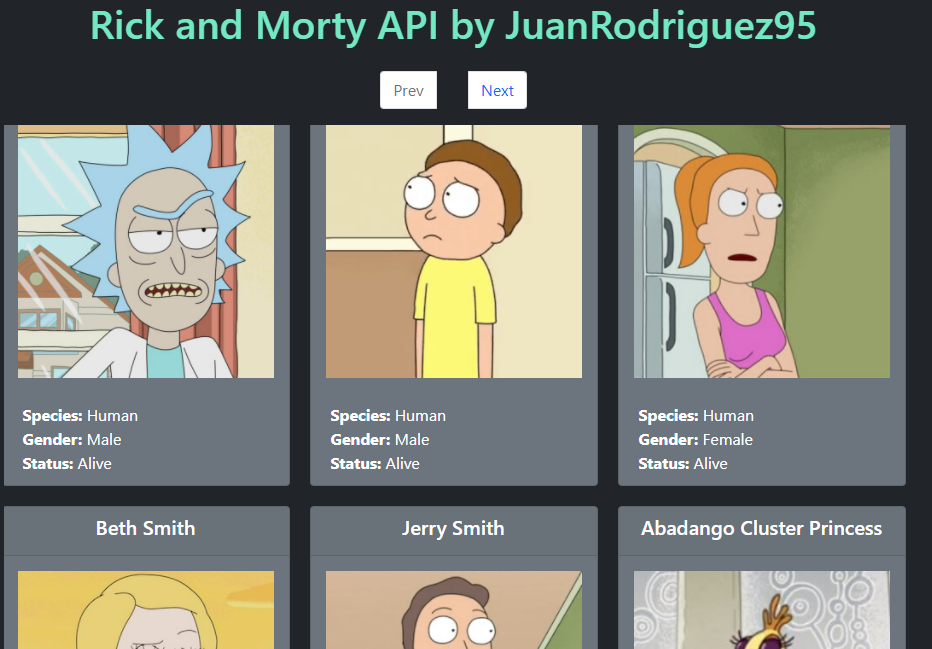 Rick and Morty API by JuanRodriguez95
Prev Next
Species: Human
Gender: Male
Status: Alive
Species: Human
Gender: Male
Status: Alive
Species: Human
Gender: Female
Status: Alive
Beth Smith
Jerry Smith
Abadango Cluster Princess